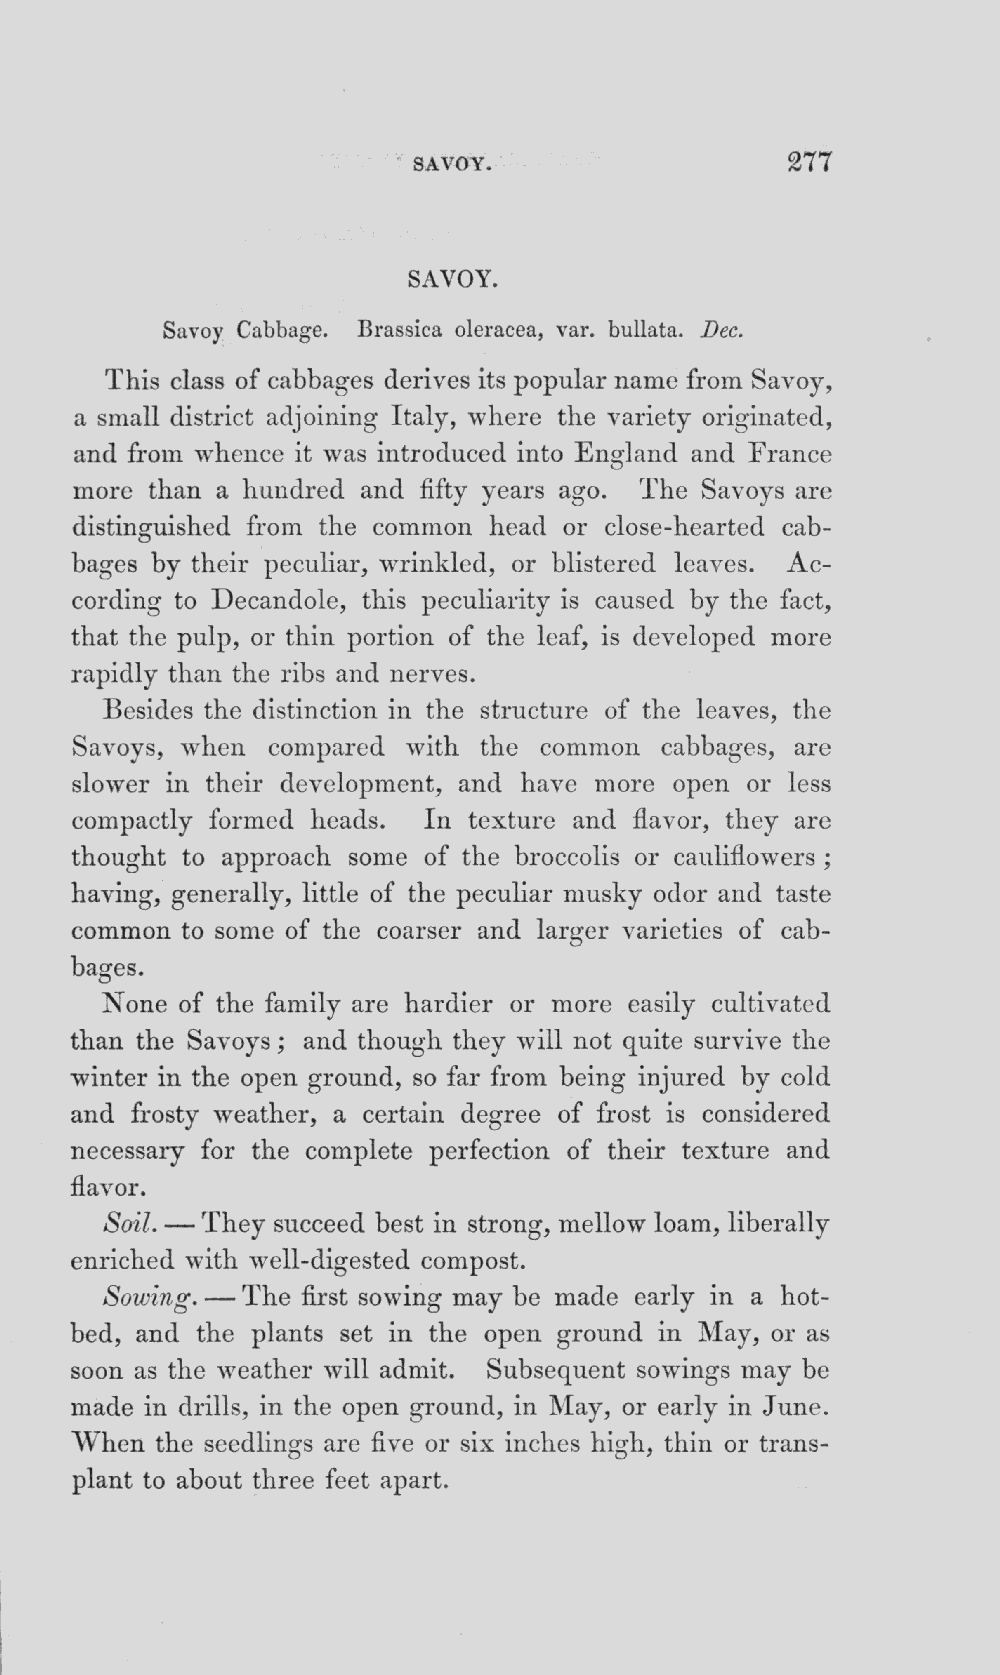 SAVOY. 277
SAVOY.
Savoy Cabbage. Brassica oleracea, var. bullata. Dec.
This class of cabbages derives its popular name from Savoy,
a small district adjoining Italy, where the variety originated,
and from whence it was introduced into England and France
more than a hundred and fifty years ago. The Savoys are
distinguished from the common head or close-hearted cab-
bages by their peculiar, wrinkled, or blistered leaves. Ac-
cording to Decandole, this peculiarity is caused by the fact,
that the pulp, or thin portion of the leaf, is developed more
rapidly than the ribs and nerves.
Besides the distinction in the structure of the leaves, the
Savoys, when compared with the common cabbages, are
slower in their development, and have more open or less
compactly formed heads. In texture and flavor, they are
thought to approach some of the broccolis or cauliflowers ;
having, generally, little of the peculiar musky odor and taste
common to some of the coarser and larger varieties of cab-
bages.
None of the family are hardier or more easily cultivated
than the Savoys ; and though they will not quite survive the
winter in the open ground, so far from being injured by cold
and frosty weather, a certain degree of frost is considered
necessary for the complete perfection of their texture and
flavor.
Soil. — They succeed best in strong, mellow loam, liberally
enriched with well-digested compost.
Sowing. — The first sowing may be made early in a hot-
bed, and the plants set in the open ground in May, or as
soon as the weather will admit. Subsequent sowings may be
made in drills, in the open ground, in May, or early in June.
When the seedlings are five or six inches high, thin or trans-
plant to about three feet apart.